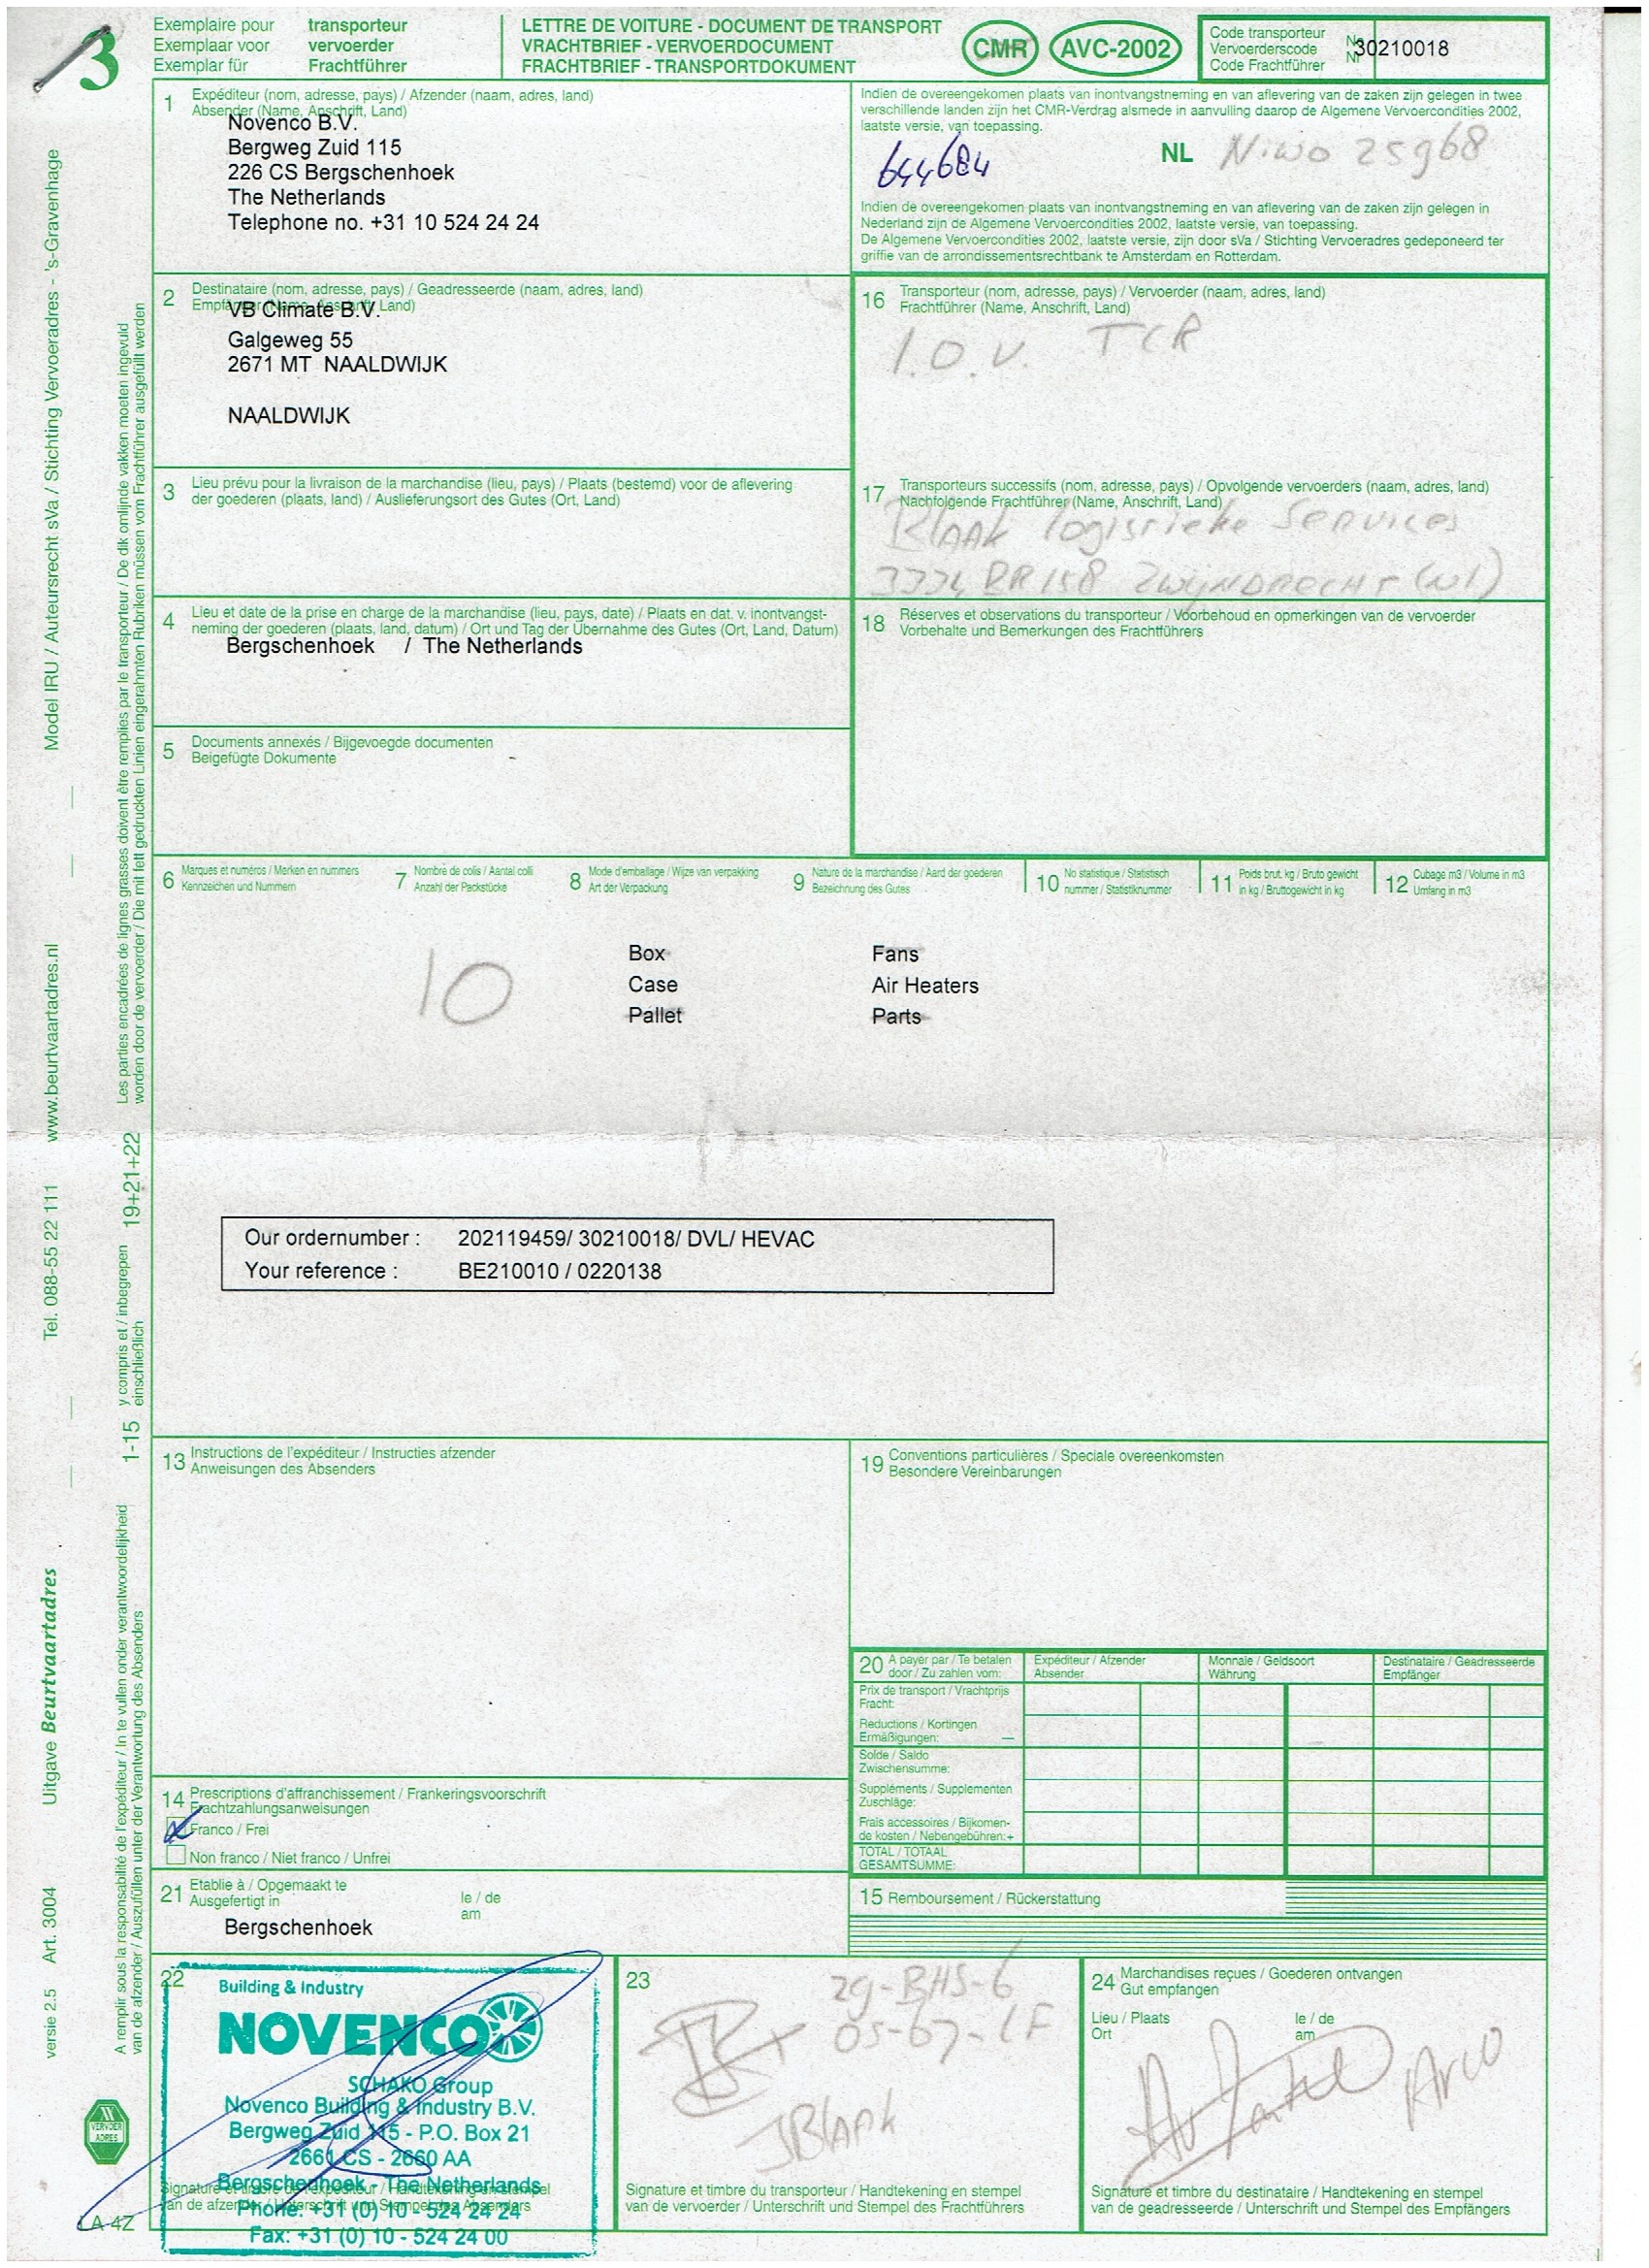 3
Exemplaire pour transporteur
Exemplaar voor vervoerder
Exemplar für Frachtführer
LETTRE DE VOITURE - DOCUMENT DE TRANSPORT
VRACHTBRIEF - VERVOERDOCUMENT
FRACHTBRIEF - TRANSPORTDOKUMENT
CMR AVC-2002
Code transporteur
Vervoerderscode
Code Frachtführer
Nº
Nr
30210018
1 Expéditeur (nom, adresse, pays) / Afzender (naam, adres, land)
Absender (Name, Anschrift, Land)
Novenco B.V.
Bergweg Zuid 115
226 CS Bergschenhoek
The Netherlands
Telephone no. +31 10 524 24 24
Indien de overeengekomen plaats van inontvangstneming en van aflevering van de zaken zijn gelegen in twee
verschillende landen zijn het CMR-Verdrag alsmede in aanvulling daarop de Algemene Vervoercondities 2002,
laatste versie, van toepassing.
644684
NL Niwo 25968
Indien de overeengekomen plaats van inontvangstneming en van aflevering van de zaken zijn gelegen in
Nederland zijn de Algemene Vervoercondities 2002, laatste versie, van toepassing.
De Algemene Vervoercondities 2002, laatste versie, zijn door sVa / Stichting Vervoeradres gedeponeerd ter
griffie van de arrondissementsrechtbank te Amsterdam en Rotterdam.
2 Destinataire (nom, adresse, pays) / Geadresseerde (naam, adres, land)
Empfänger (Name, Anschrift, Land)
VB Climate B.V.
Galgeweg 55
2671 MT NAALDWIJK
NAALDWIJK
16 Transporteur (nom, adresse, pays) / Vervoerder (naam, adres, land)
Frachtführer (Name, Anschrift, Land)
I.O.V. TCR
3 Lieu prévu pour la livraison de la marchandise (lieu, pays) / Plaats (bestemd) voor de aflevering
der goederen (plaats, land) / Auslieferungsort des Gutes (Ort, Land)
17 Transporteurs successifs (nom, adresse, pays) / Opvolgende vervoerders (naam, adres, land)
Nachfolgende Frachtführer (Name, Anschrift, Land)
Blaak logistieke Services
3334 BR 158 Zwijndrecht (nl)
4 Lieu et date de la prise en charge de la marchandise (lieu, pays, date) / Plaats en dat. v. inontvangst-
neming der goederen (plaats, land, datum) / Ort und Tag der Übernahme des Gutes (Ort, Land, Datum)
Bergschenhoek / The Netherlands
18 Réserves et observations du transporteur / Voorbehoud en opmerkingen van de vervoerder
Vorbehalte und Bemerkungen des Frachtführers
5 Documents annexés / Bijgevoegde documenten
Beigefügte Dokumente
6 Marques et numéros / Merken en nummers
Kennzeichen und Nummern
7 Nombre de colis / Aantal colli
Anzahl der Packstücke
8 Mode d'emballage / Wijze van verpakking
Art der Verpackung
9 Nature de la marchandise / Aard der goederen
Bezeichnung des Gutes
10 No statistique / Statistisch
nummer / Statistiknummer
11 Poids brut. kg / Bruto gewicht
in kg / Bruttogewicht in kg
12 Cubage m3 / Volume in m3
Umfang in m3
10
Box Fans
Case Air Heaters
Pallet Parts
Our ordernumber : 202119459/ 30210018/ DVL/ HEVAC
Your reference : BE210010 / 0220138
13 Instructions de l'expéditeur / Instructies afzender
Anweisungen des Absenders
19 Conventions particulières / Speciale overeenkomsten
Besondere Vereinbarungen
20 A payer par / Te betalen
door / Zu zahlen vom:
Expéditeur / Afzender
Absender
Monnale / Geldsoort
Währung
Destinataire / Geadresseerde
Empfänger
Prix de transport / Vrachtprijs
Fracht:
Reductions / Kortingen
Ermäßigungen: —
Solde / Saldo
Zwischensumme:
Suppléments / Supplementen
Zuschläge:
Frais accessoires / Bijkomen-
de kosten / Nebengebühren:+
TOTAL / TOTAAL
GESAMTSUMME:
14 Prescriptions d'affranchissement / Frankeringsvoorschrift
Frachtzahlungsanweisungen
Franco / Frei
Non franco / Niet franco / Unfrei
21 Etablie à / Opgemaakt te
Ausgefertigt in
le / de
am
Bergschenhoek
15 Remboursement / Rückerstattung
22
Building & Industry
NOVENCO
SCHAKO Group
Novenco Building & Industry B.V.
Bergweg Zuid 115 - P.O. Box 21
2661 CS - 2660 AA
Bergschenhoek - The Netherlands
Phone: +31 (0) 10 - 524 24 24
Fax: +31 (0) 10 - 524 24 00
Signature et timbre de l'expéditeur / Handtekening en stempel
van de afzender / Unterschrift und Stempel des Absenders
23
29-BHS-6
05-67-LF
JBlaak
Signature et timbre du transporteur / Handtekening en stempel
van de vervoerder / Unterschrift und Stempel des Frachtführers
24 Marchandises reçues / Goederen ontvangen
Gut empfangen
Lieu / Plaats
Ort
le / de
am
Arco
Signature et timbre du destinataire / Handtekening en stempel
van de geadresseerde / Unterschrift und Stempel des Empfängers
LA 4Z
VERVOER
ADRES
versie 2.5 Art. 3004 Uitgave Beurtvaartadres Tel. 088-55 22 111 www.beurtvaartadres.nl Model IRU / Auteursrecht sVa / Stichting Vervoeradres - 's-Gravenhage
A remplir sous la responsabilité de l'expéditeur / In te vullen onder verantwoordelijkheid
van de afzender / Auszufüllen unter der Verantwortung des Absenders
1-15 y compris et / inbegrepen
einschließlich
19+21+22
Les parties encadrées de lignes grasses doivent être remplies par le transporteur / De dik omlijnde vakken moeten ingevuld
worden door de vervoerder / Die mit fett gedruckten Linien eingerahmten Rubriken müssen vom Frachtführer ausgefüllt werden